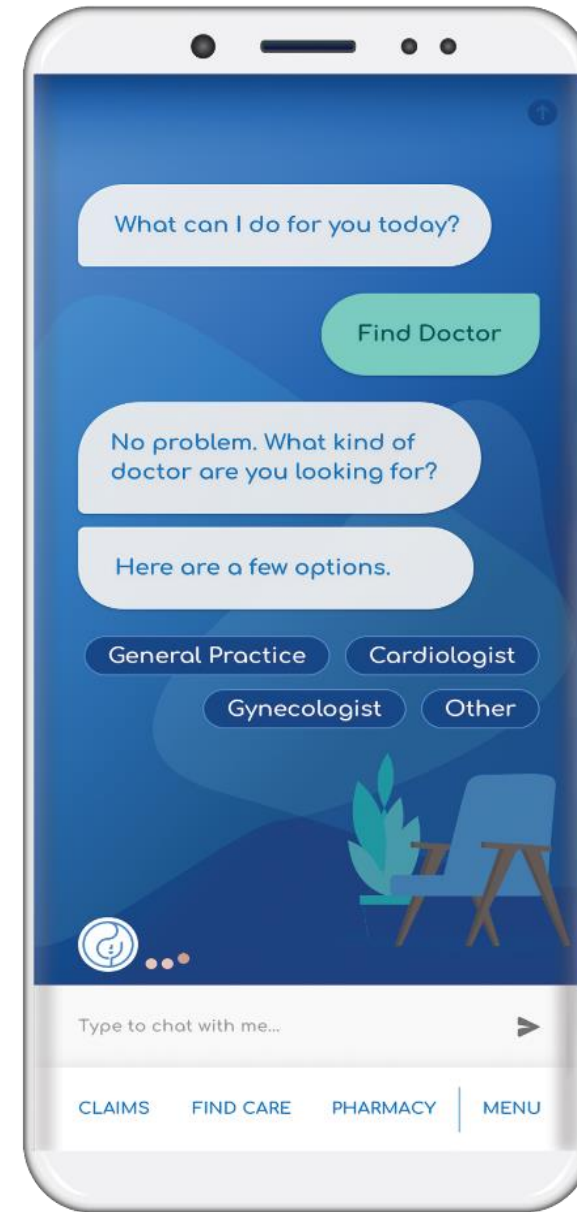 What can I do for you today?
Find Doctor
No problem. What kind of
doctor are you looking for?
Here are a few options.
General Practice Cardiologist
Gynecologist Other
Type to chat with me...
CLAIMS FIND CARE PHARMACY MENU